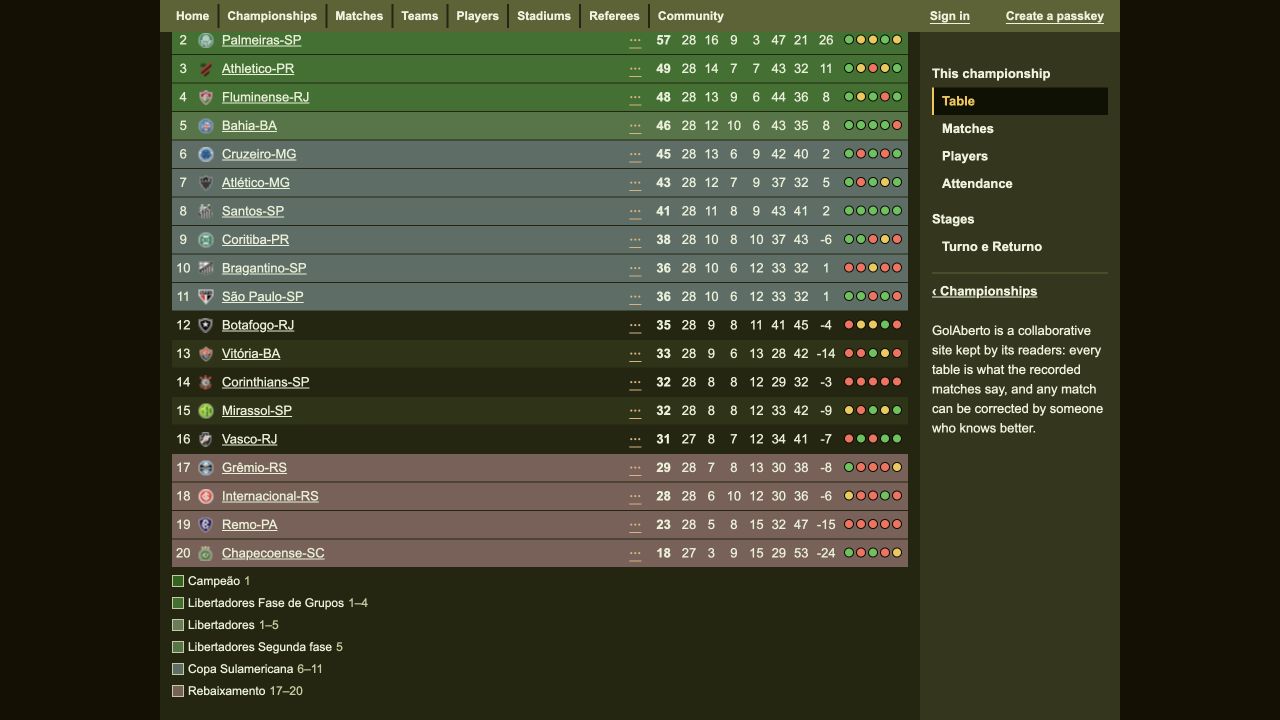 Home Championships Matches Teams Players Stadiums Referees Community Sign in Create a passkey
2 Palmeiras-SP ... 57 28 16 9 3 47 21 26
3 Athletico-PR ... 49 28 14 7 7 43 32 11
4 Fluminense-RJ ... 48 28 13 9 6 44 36 8
5 Bahia-BA ... 46 28 12 10 6 43 35 8
6 Cruzeiro-MG ... 45 28 13 6 9 42 40 2
7 Atlético-MG ... 43 28 12 7 9 37 32 5
8 Santos-SP ... 41 28 11 8 9 43 41 2
9 Coritiba-PR ... 38 28 10 8 10 37 43 -6
10 Bragantino-SP ... 36 28 10 6 12 33 32 1
11 São Paulo-SP ... 36 28 10 6 12 33 32 1
12 Botafogo-RJ ... 35 28 9 8 11 41 45 -4
13 Vitória-BA ... 33 28 9 6 13 28 42 -14
14 Corinthians-SP ... 32 28 8 8 12 29 32 -3
15 Mirassol-SP ... 32 28 8 8 12 33 42 -9
16 Vasco-RJ ... 31 27 8 7 12 34 41 -7
17 Grêmio-RS ... 29 28 7 8 13 30 38 -8
18 Internacional-RS ... 28 28 6 10 12 30 36 -6
19 Remo-PA ... 23 28 5 8 15 32 47 -15
20 Chapecoense-SC ... 18 27 3 9 15 29 53 -24
Campeão 1
Libertadores Fase de Grupos 1–4
Libertadores 1–5
Libertadores Segunda fase 5
Copa Sulamericana 6–11
Rebaixamento 17–20
This championship
Table
Matches
Players
Attendance
Stages
Turno e Returno
‹ Championships
GolAberto is a collaborative
site kept by its readers: every
table is what the recorded
matches say, and any match
can be corrected by someone
who knows better.